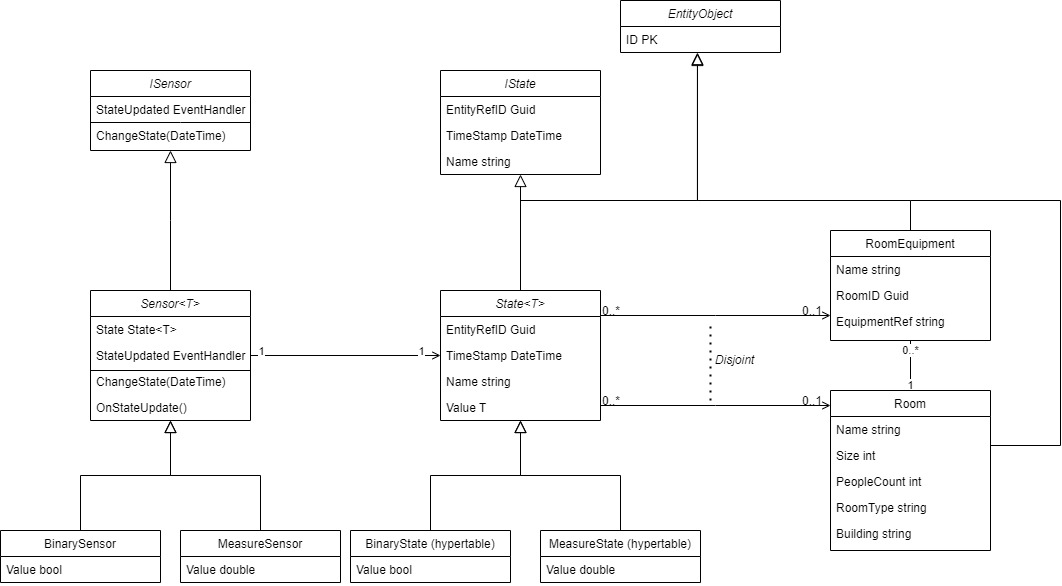 EntityObject
ID PK
ISensor
StateUpdated EventHandler
ChangeState(DateTime)
IState
EntityRefID Guid
TimeStamp DateTime
Name string
RoomEquipment
Name string
RoomID Guid
EquipmentRef string
Sensor<T>
State State<T>
StateUpdated EventHandler
ChangeState(DateTime)
OnStateUpdate()
1
1
State<T>
EntityRefID Guid
TimeStamp DateTime
Name string
Value T
0..*
0..1
Disjoint
0..*
0..1
0..*
1
Room
Name string
Size int
PeopleCount int
RoomType string
Building string
BinarySensor
Value bool
MeasureSensor
Value double
BinaryState (hypertable)
Value bool
MeasureState (hypertable)
Value double